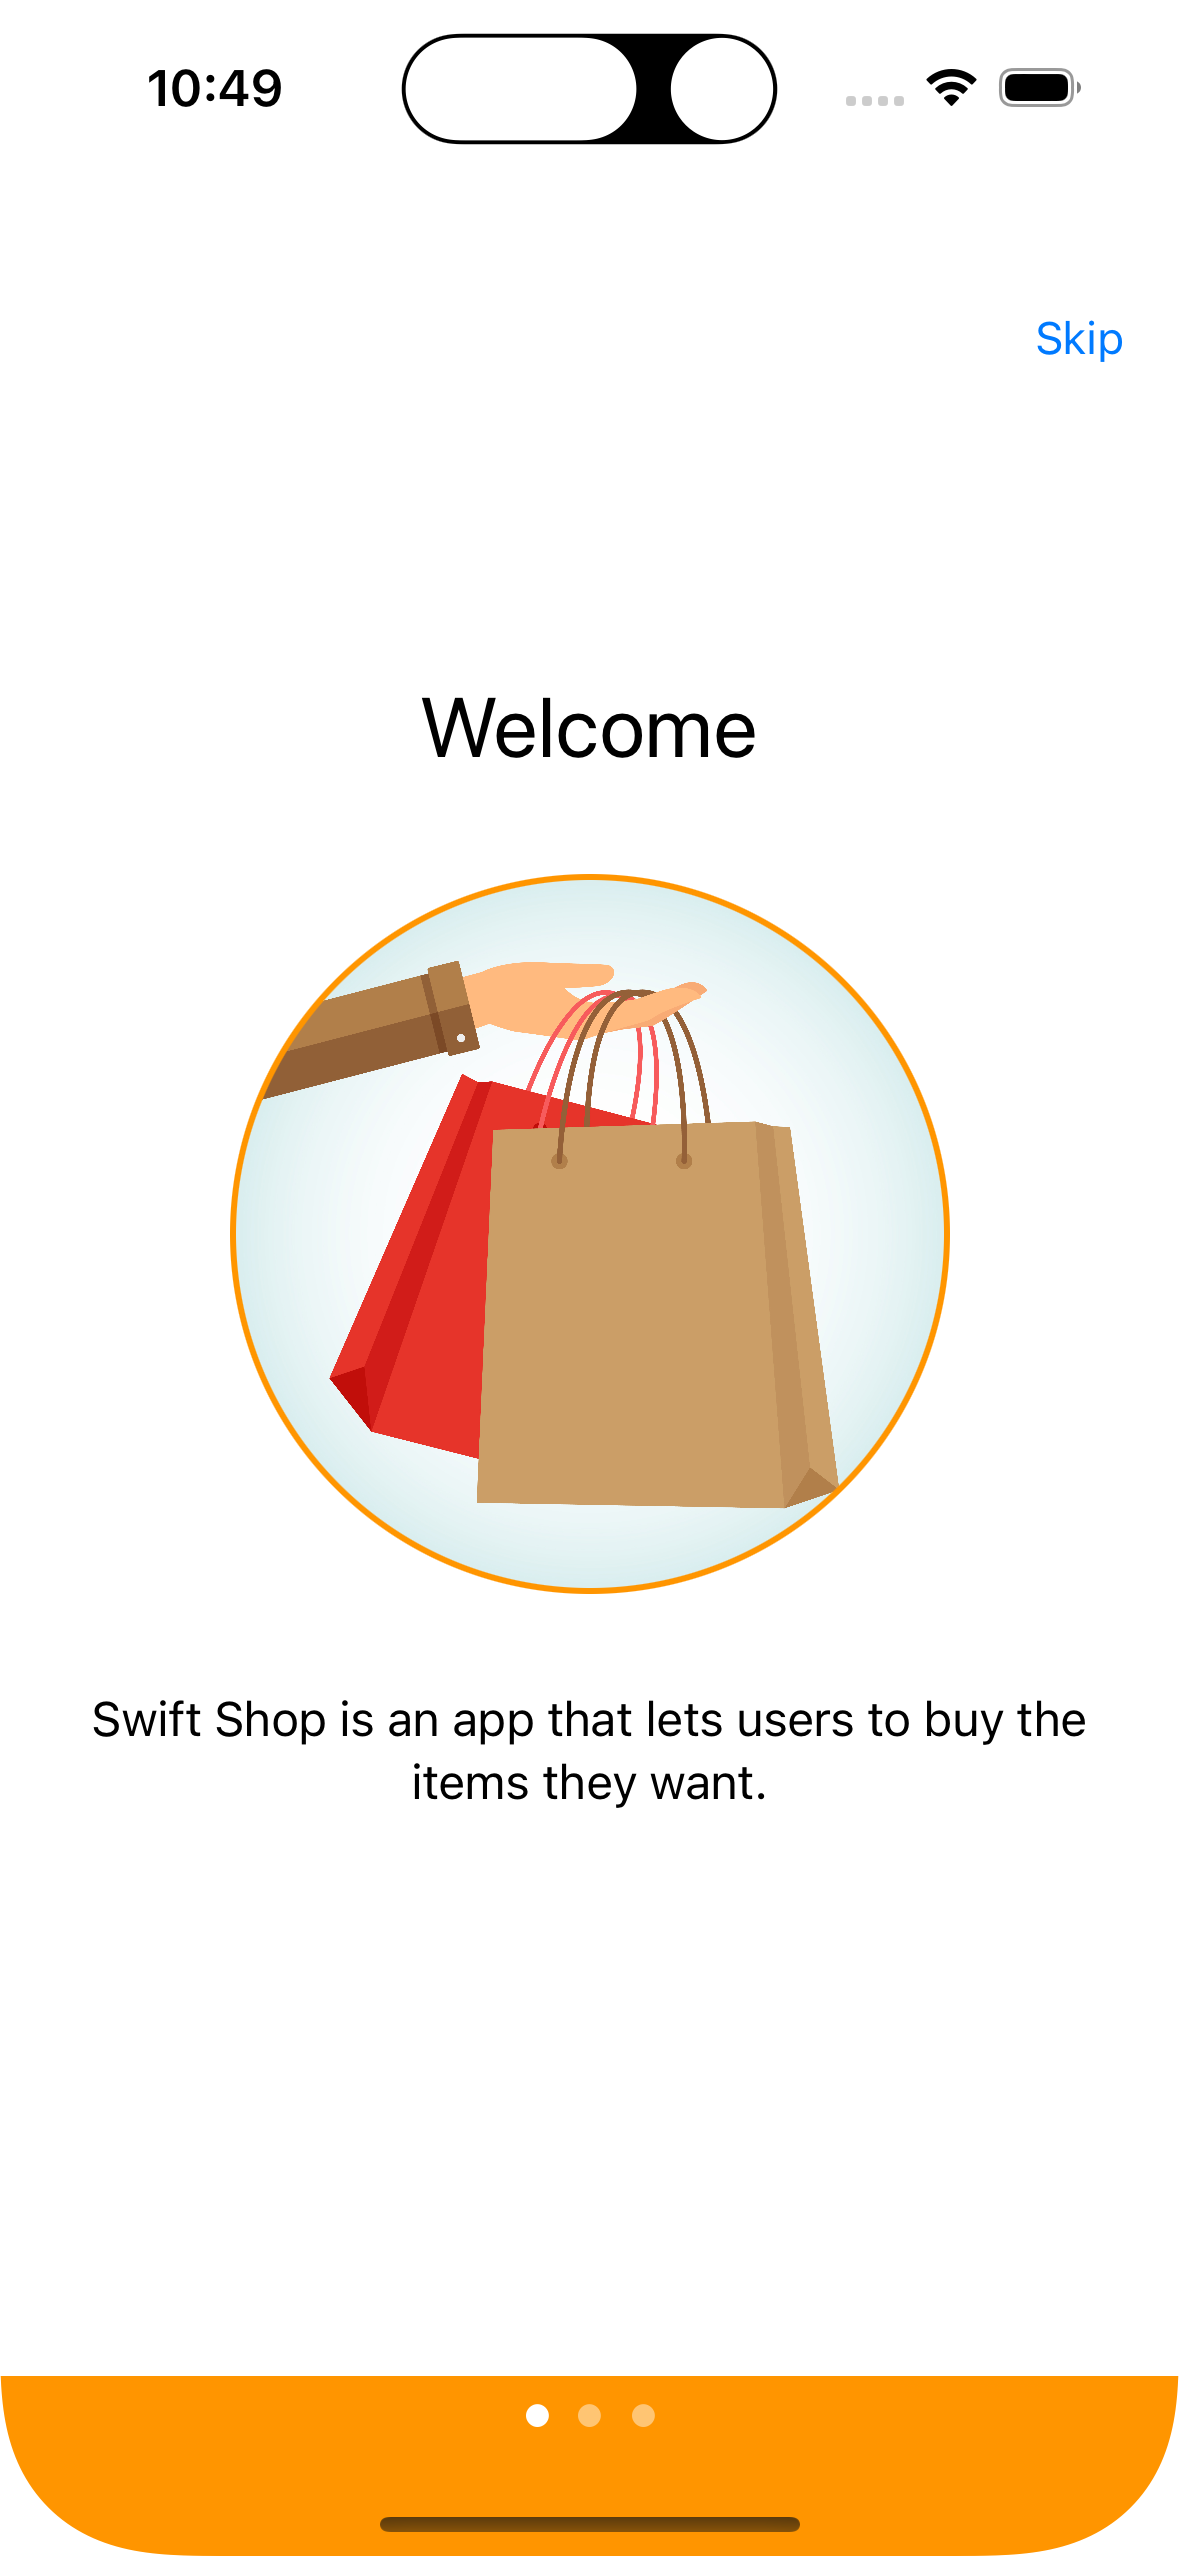 10:49
Skip
Welcome
Swift Shop is an app that lets users to buy the
items they want.